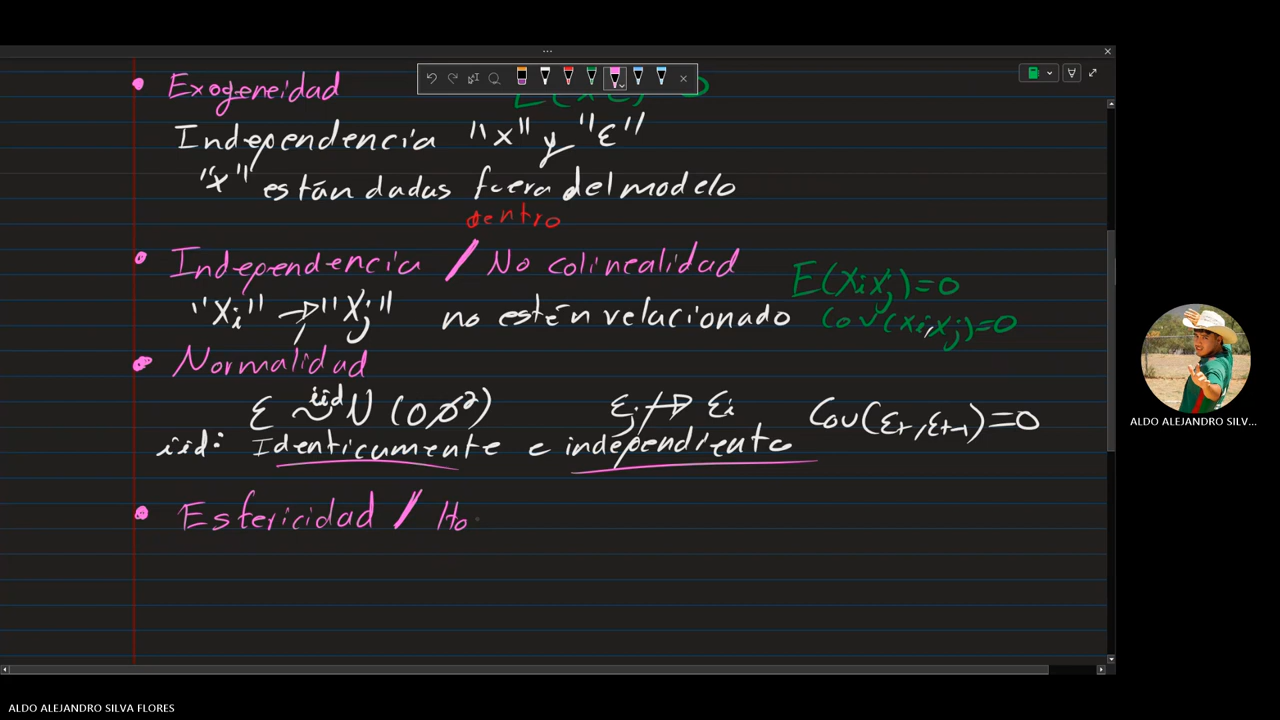 Exogeneidad
Independencia "x" y "ε"
"x" están dadas fuera del modelo
dentro
Independencia / No colinealidad
E(XiXj)=0
"Xi" ↛ "Xj" no estén relacionado
Cov(Xi,Xj)=0
Normalidad
ε ~iid N (0,σ²) εj ↛ εi Cov(εt,εt-1)=0
iid: Identicamente e independiente
Esfericidad / Ho
ALDO ALEJANDRO SILV...
ALDO ALEJANDRO SILVA FLORES